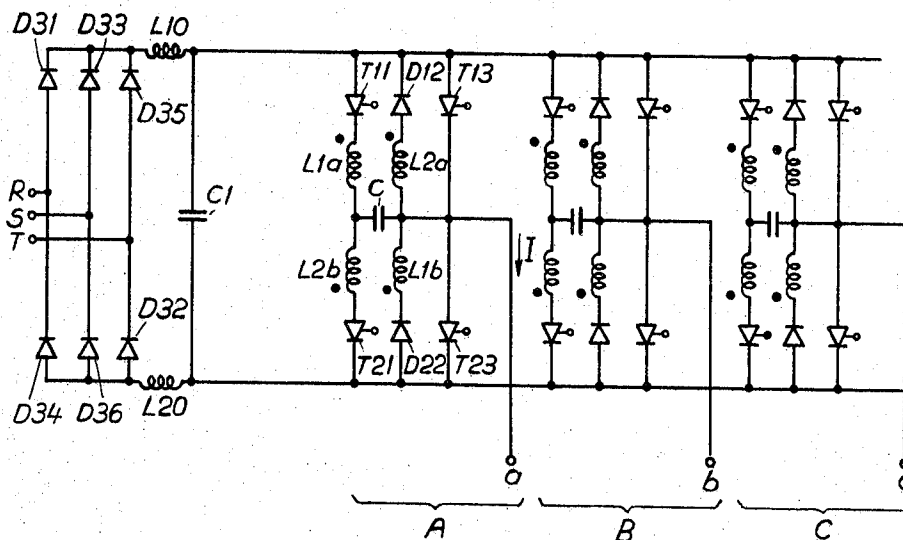 D31 D33 L10
T11 D12 T13
D35
L1a L2a
R
S
T
C1
C
I
L2b L1b
D32
T21 D22 T23
L20
D34 D36
a b c
A B C